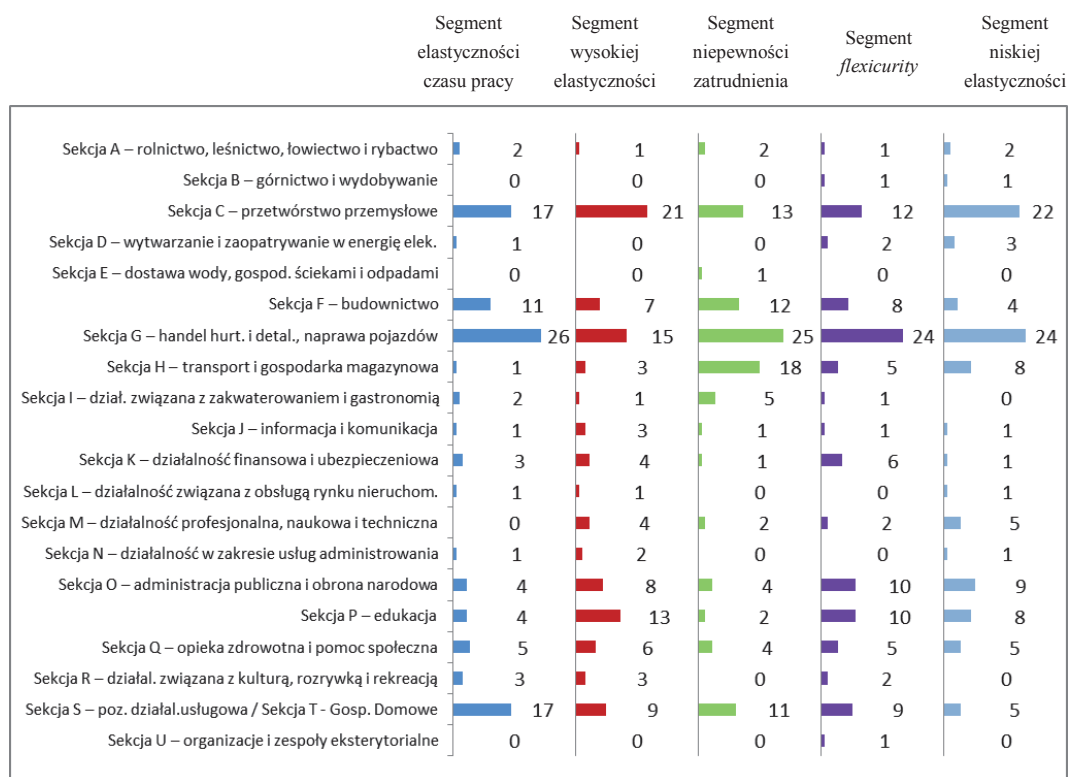 Segment elastyczności czasu pracy
Segment wysokiej elastyczności
Segment niepewności zatrudnienia
Segment flexicurity
Segment niskiej elastyczności
Sekcja A – rolnictwo, leśnictwo, łowiectwo i rybactwo 2 1 2 1 2
Sekcja B – górnictwo i wydobywanie 0 0 0 1 1
Sekcja C – przetwórstwo przemysłowe 17 21 13 12 22
Sekcja D – wytwarzanie i zaopatrywanie w energię elek. 1 0 0 2 3
Sekcja E – dostawa wody, gospod. ściekami i odpadami 0 0 1 0 0
Sekcja F – budownictwo 11 7 12 8 4
Sekcja G – handel hurt. i detal., naprawa pojazdów 26 15 25 24 24
Sekcja H – transport i gospodarka magazynowa 1 3 18 5 8
Sekcja I – dział. związana z zakwaterowaniem i gastronomią 2 1 5 1 0
Sekcja J – informacja i komunikacja 1 3 1 1 1
Sekcja K – działalność finansowa i ubezpieczeniowa 3 4 1 6 1
Sekcja L – działalność związana z obsługą rynku nieruchom. 1 1 0 0 1
Sekcja M – działalność profesjonalna, naukowa i techniczna 0 4 2 2 5
Sekcja N – działalność w zakresie usług administrowania 1 2 0 0 1
Sekcja O – administracja publiczna i obrona narodowa 4 8 4 10 9
Sekcja P – edukacja 4 13 2 10 8
Sekcja Q – opieka zdrowotna i pomoc społeczna 5 6 4 5 5
Sekcja R – działal. związana z kulturą, rozrywką i rekreacją 3 3 0 2 0
Sekcja S – poz. działal.usługowa / Sekcja T - Gosp. Domowe 17 9 11 9 5
Sekcja U – organizacje i zespoły eksterytorialne 0 0 0 1 0